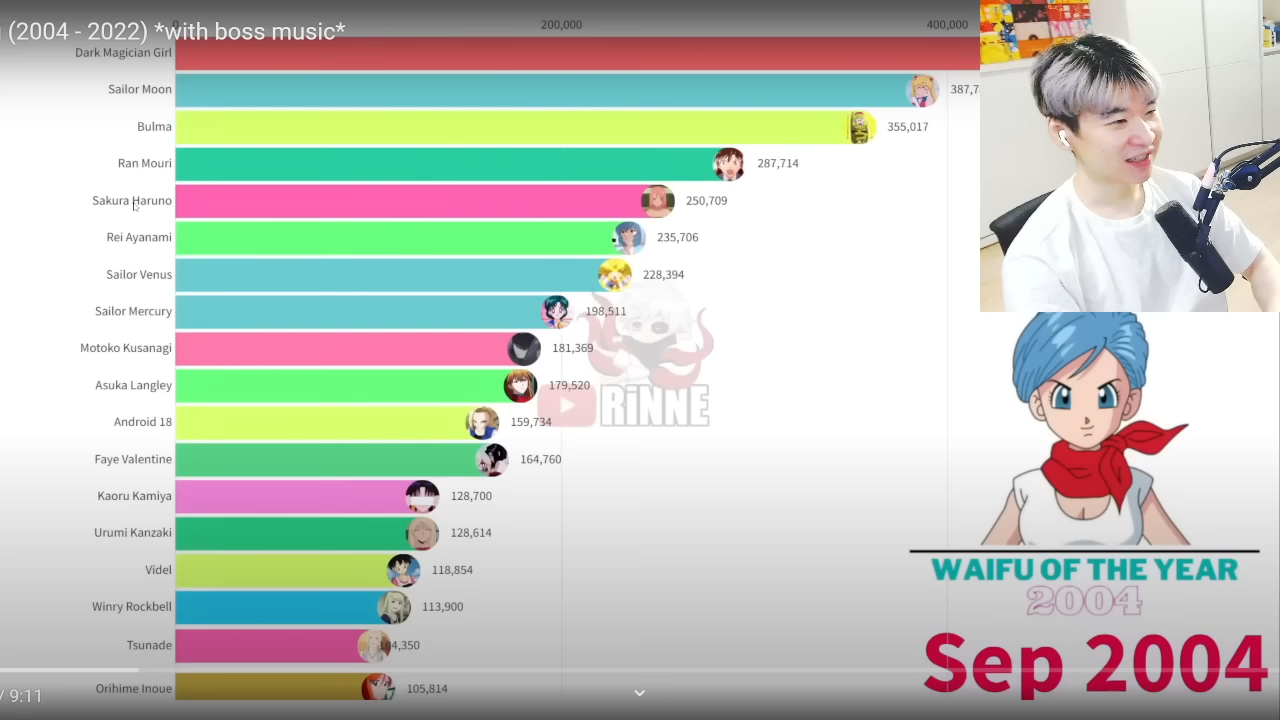 0
200,000
400,000
(2004 - 2022) *with boss music*
Dark Magician Girl
Sailor Moon
Bulma 355,017
Ran Mouri 287,714
Sakura Haruno 250,709
Rei Ayanami 235,706
Sailor Venus 228,394
Sailor Mercury 198,511
Motoko Kusanagi 181,369
Asuka Langley 179,520
Android 18 159,734
Faye Valentine 164,760
Kaoru Kamiya 128,700
Urumi Kanzaki 128,614
Videl 118,854
Winry Rockbell 113,900
Tsunade
Orihime Inoue 105,814
RiNNE
WAIFU OF THE YEAR
2004
Sep 2004
/ 9:11